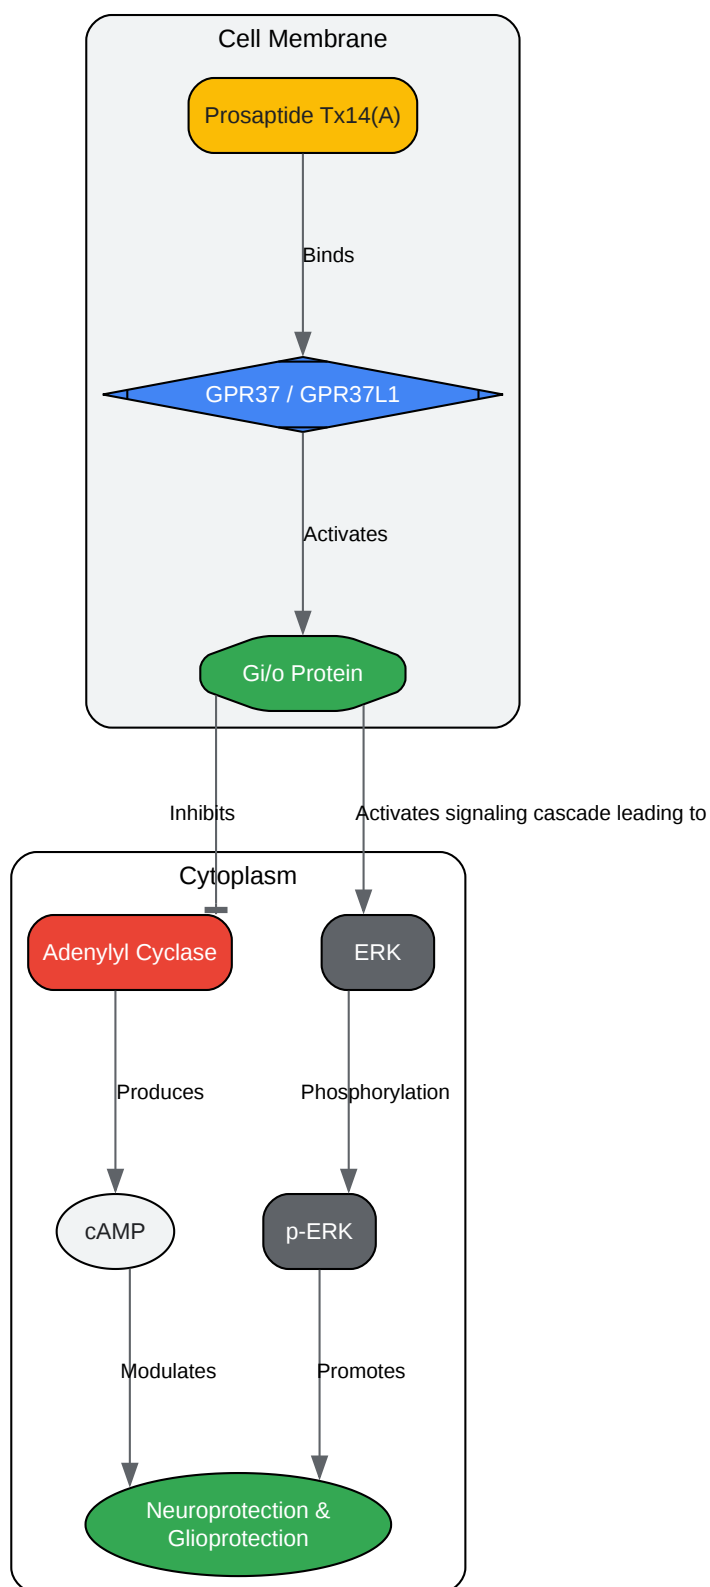 Cell Membrane
Prosaptide Tx14(A)
Binds
GPR37 / GPR37L1
Activates
Gi/o Protein
Inhibits
Activates signaling cascade leading to
Cytoplasm
Adenylyl Cyclase
ERK
Produces
Phosphorylation
cAMP
p-ERK
Modulates
Promotes
Neuroprotection &
Glioprotection